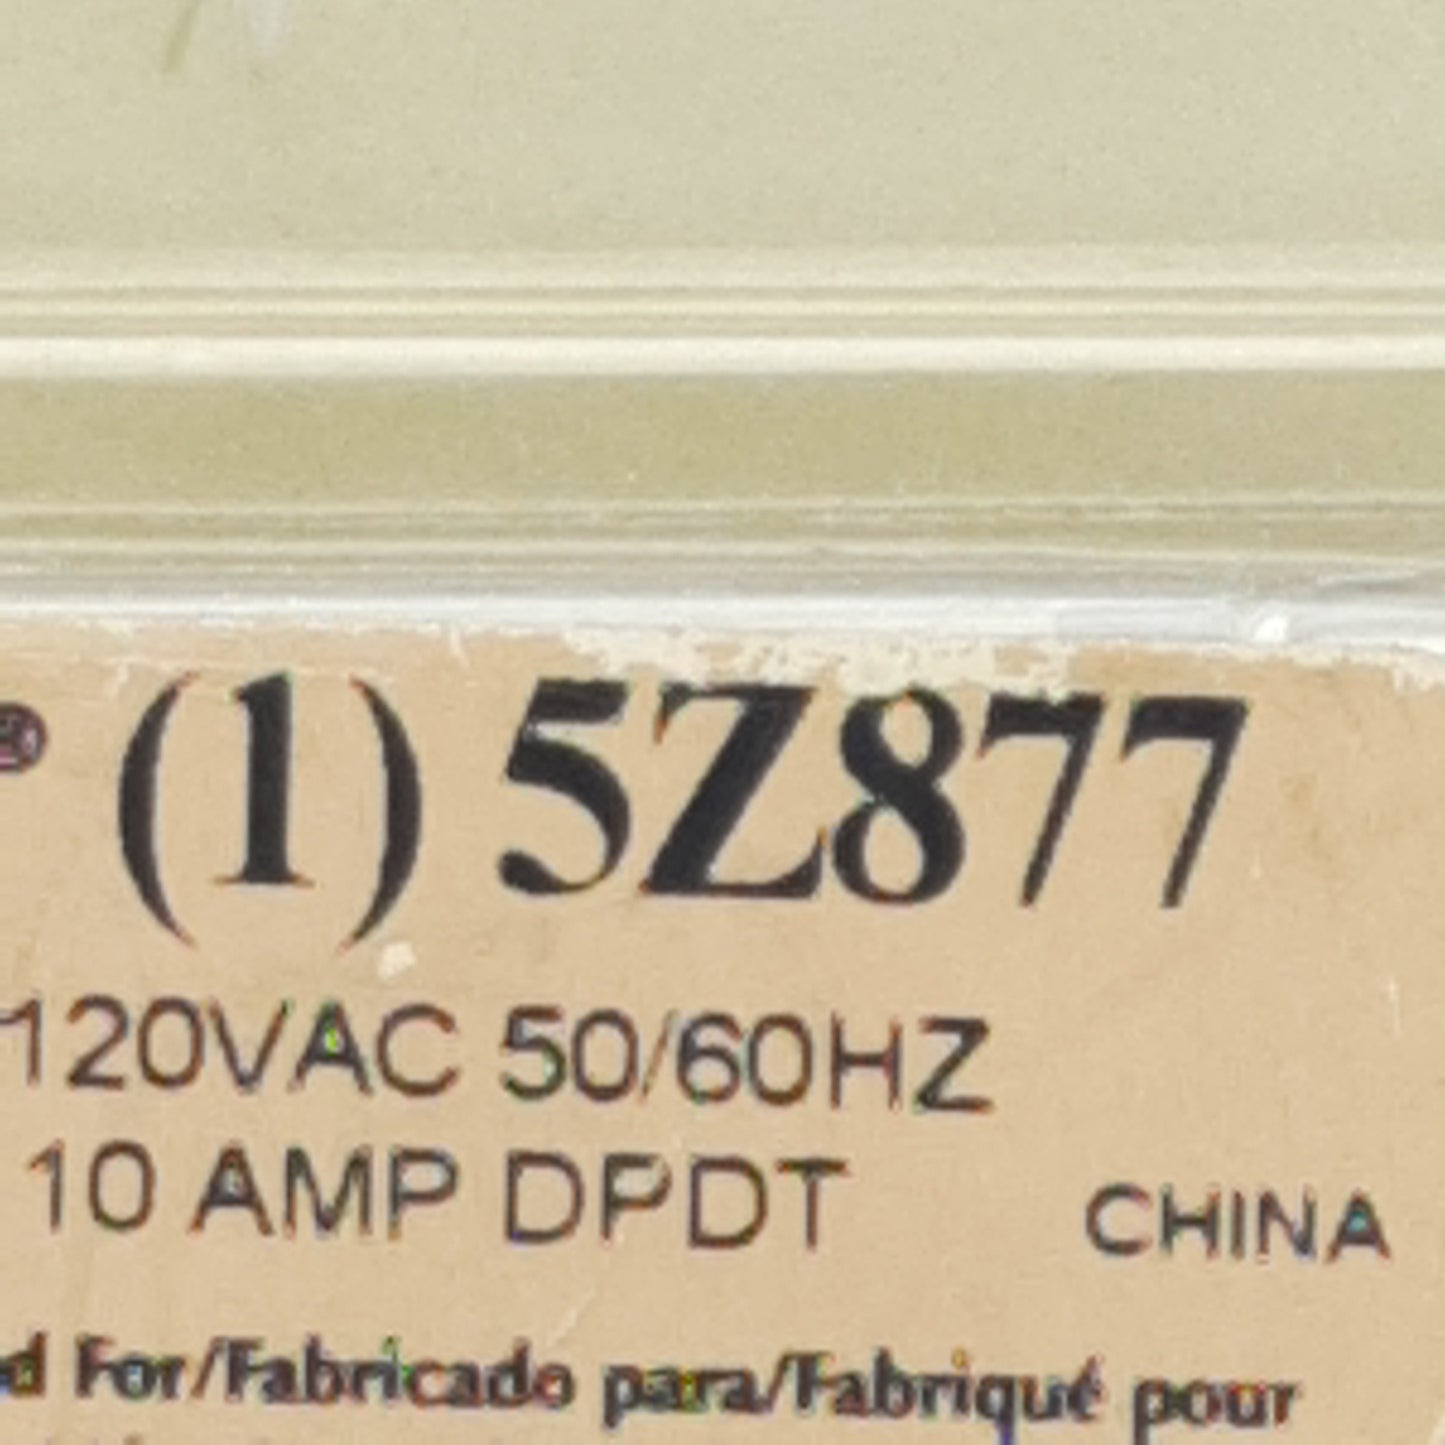 ® (1) 5Z877
120VAC 50/60HZ
10 AMP DPDT CHINA
For/Fabricado para/Fabriqué pour